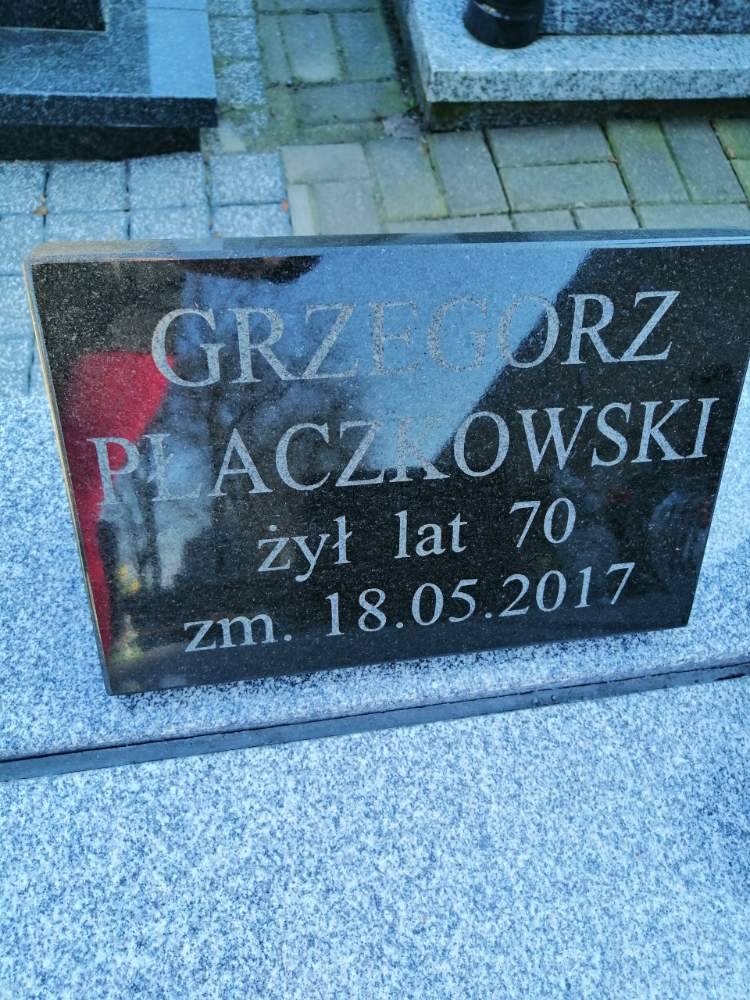 GRZEGORZ
PŁACZKOWSKI
żył lat 70
zm. 18.05.2017